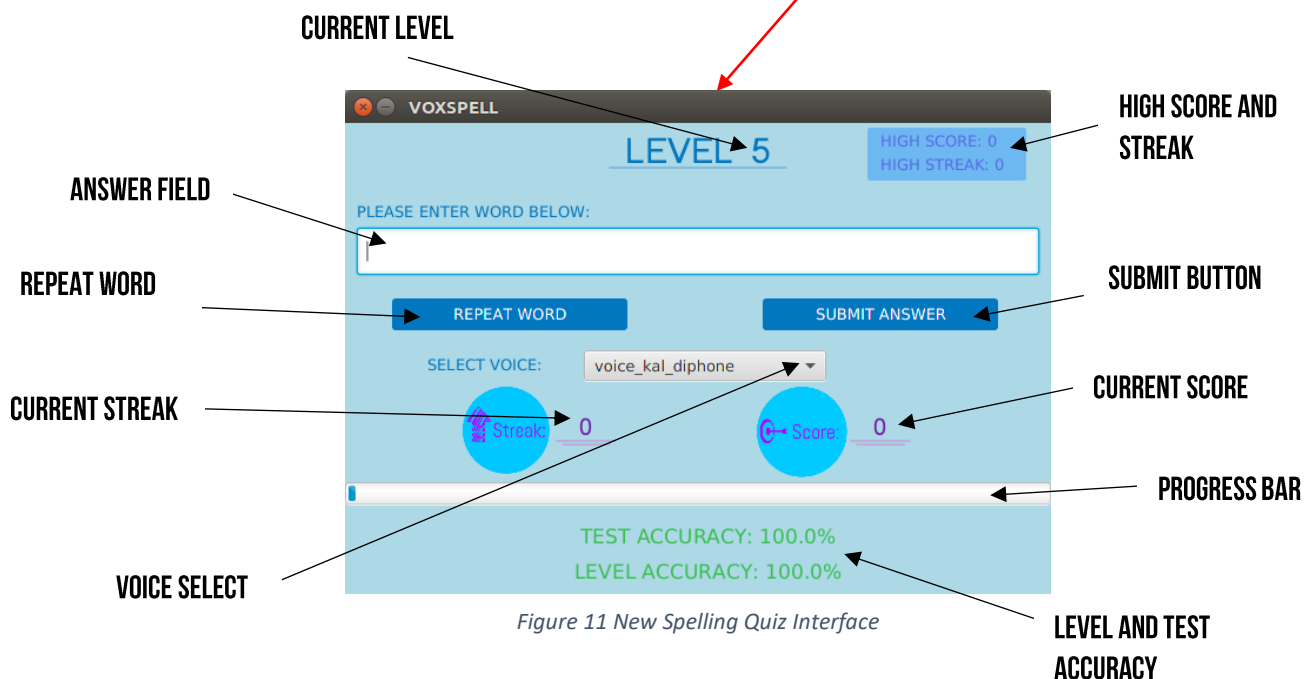 CURRENT LEVEL
VOXSPELL
HIGH SCORE AND
STREAK
LEVEL 5
HIGH SCORE: 0
HIGH STREAK: 0
ANSWER FIELD
PLEASE ENTER WORD BELOW:
REPEAT WORD
SUBMIT BUTTON
REPEAT WORD
SUBMIT ANSWER
SELECT VOICE:
voice_kal_diphone
CURRENT STREAK
CURRENT SCORE
Streak:
0
Score:
0
PROGRESS BAR
TEST ACCURACY: 100.0%
LEVEL ACCURACY: 100.0%
VOICE SELECT
Figure 11 New Spelling Quiz Interface
LEVEL AND TEST
ACCURACY